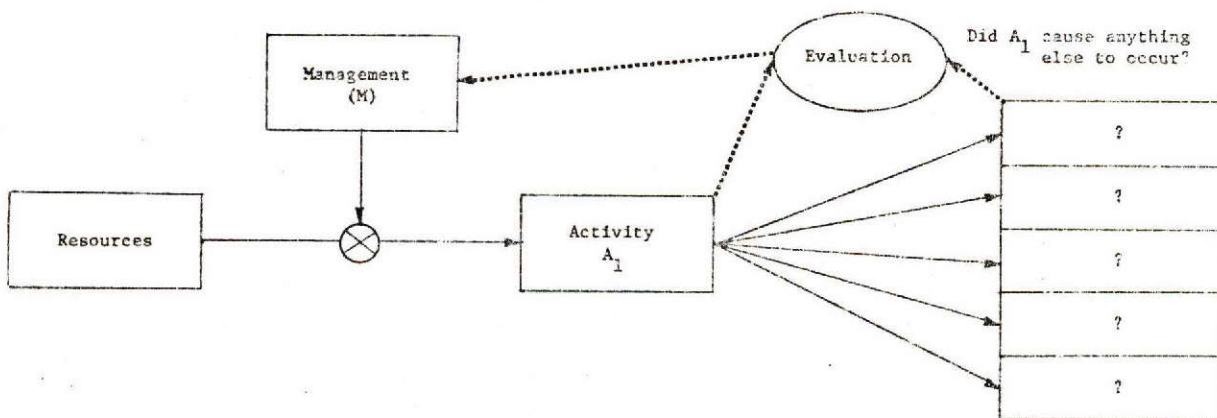 Management
(M)
Evaluation
Did A1 cause anything
else to occur?
Resources
Activity
A1
?
?
?
?
?